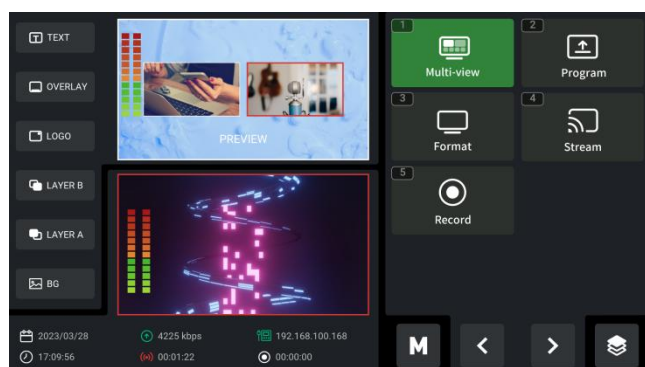 TEXT
OVERLAY
LOGO
LAYER B
LAYER A
BG
PREVIEW
2023/03/28
4225 kbps
192.168.100.168
17:09:56
00:01:22
00:00:00
1
Multi-view
2
Program
3
Format
4
Stream
5
Record
M